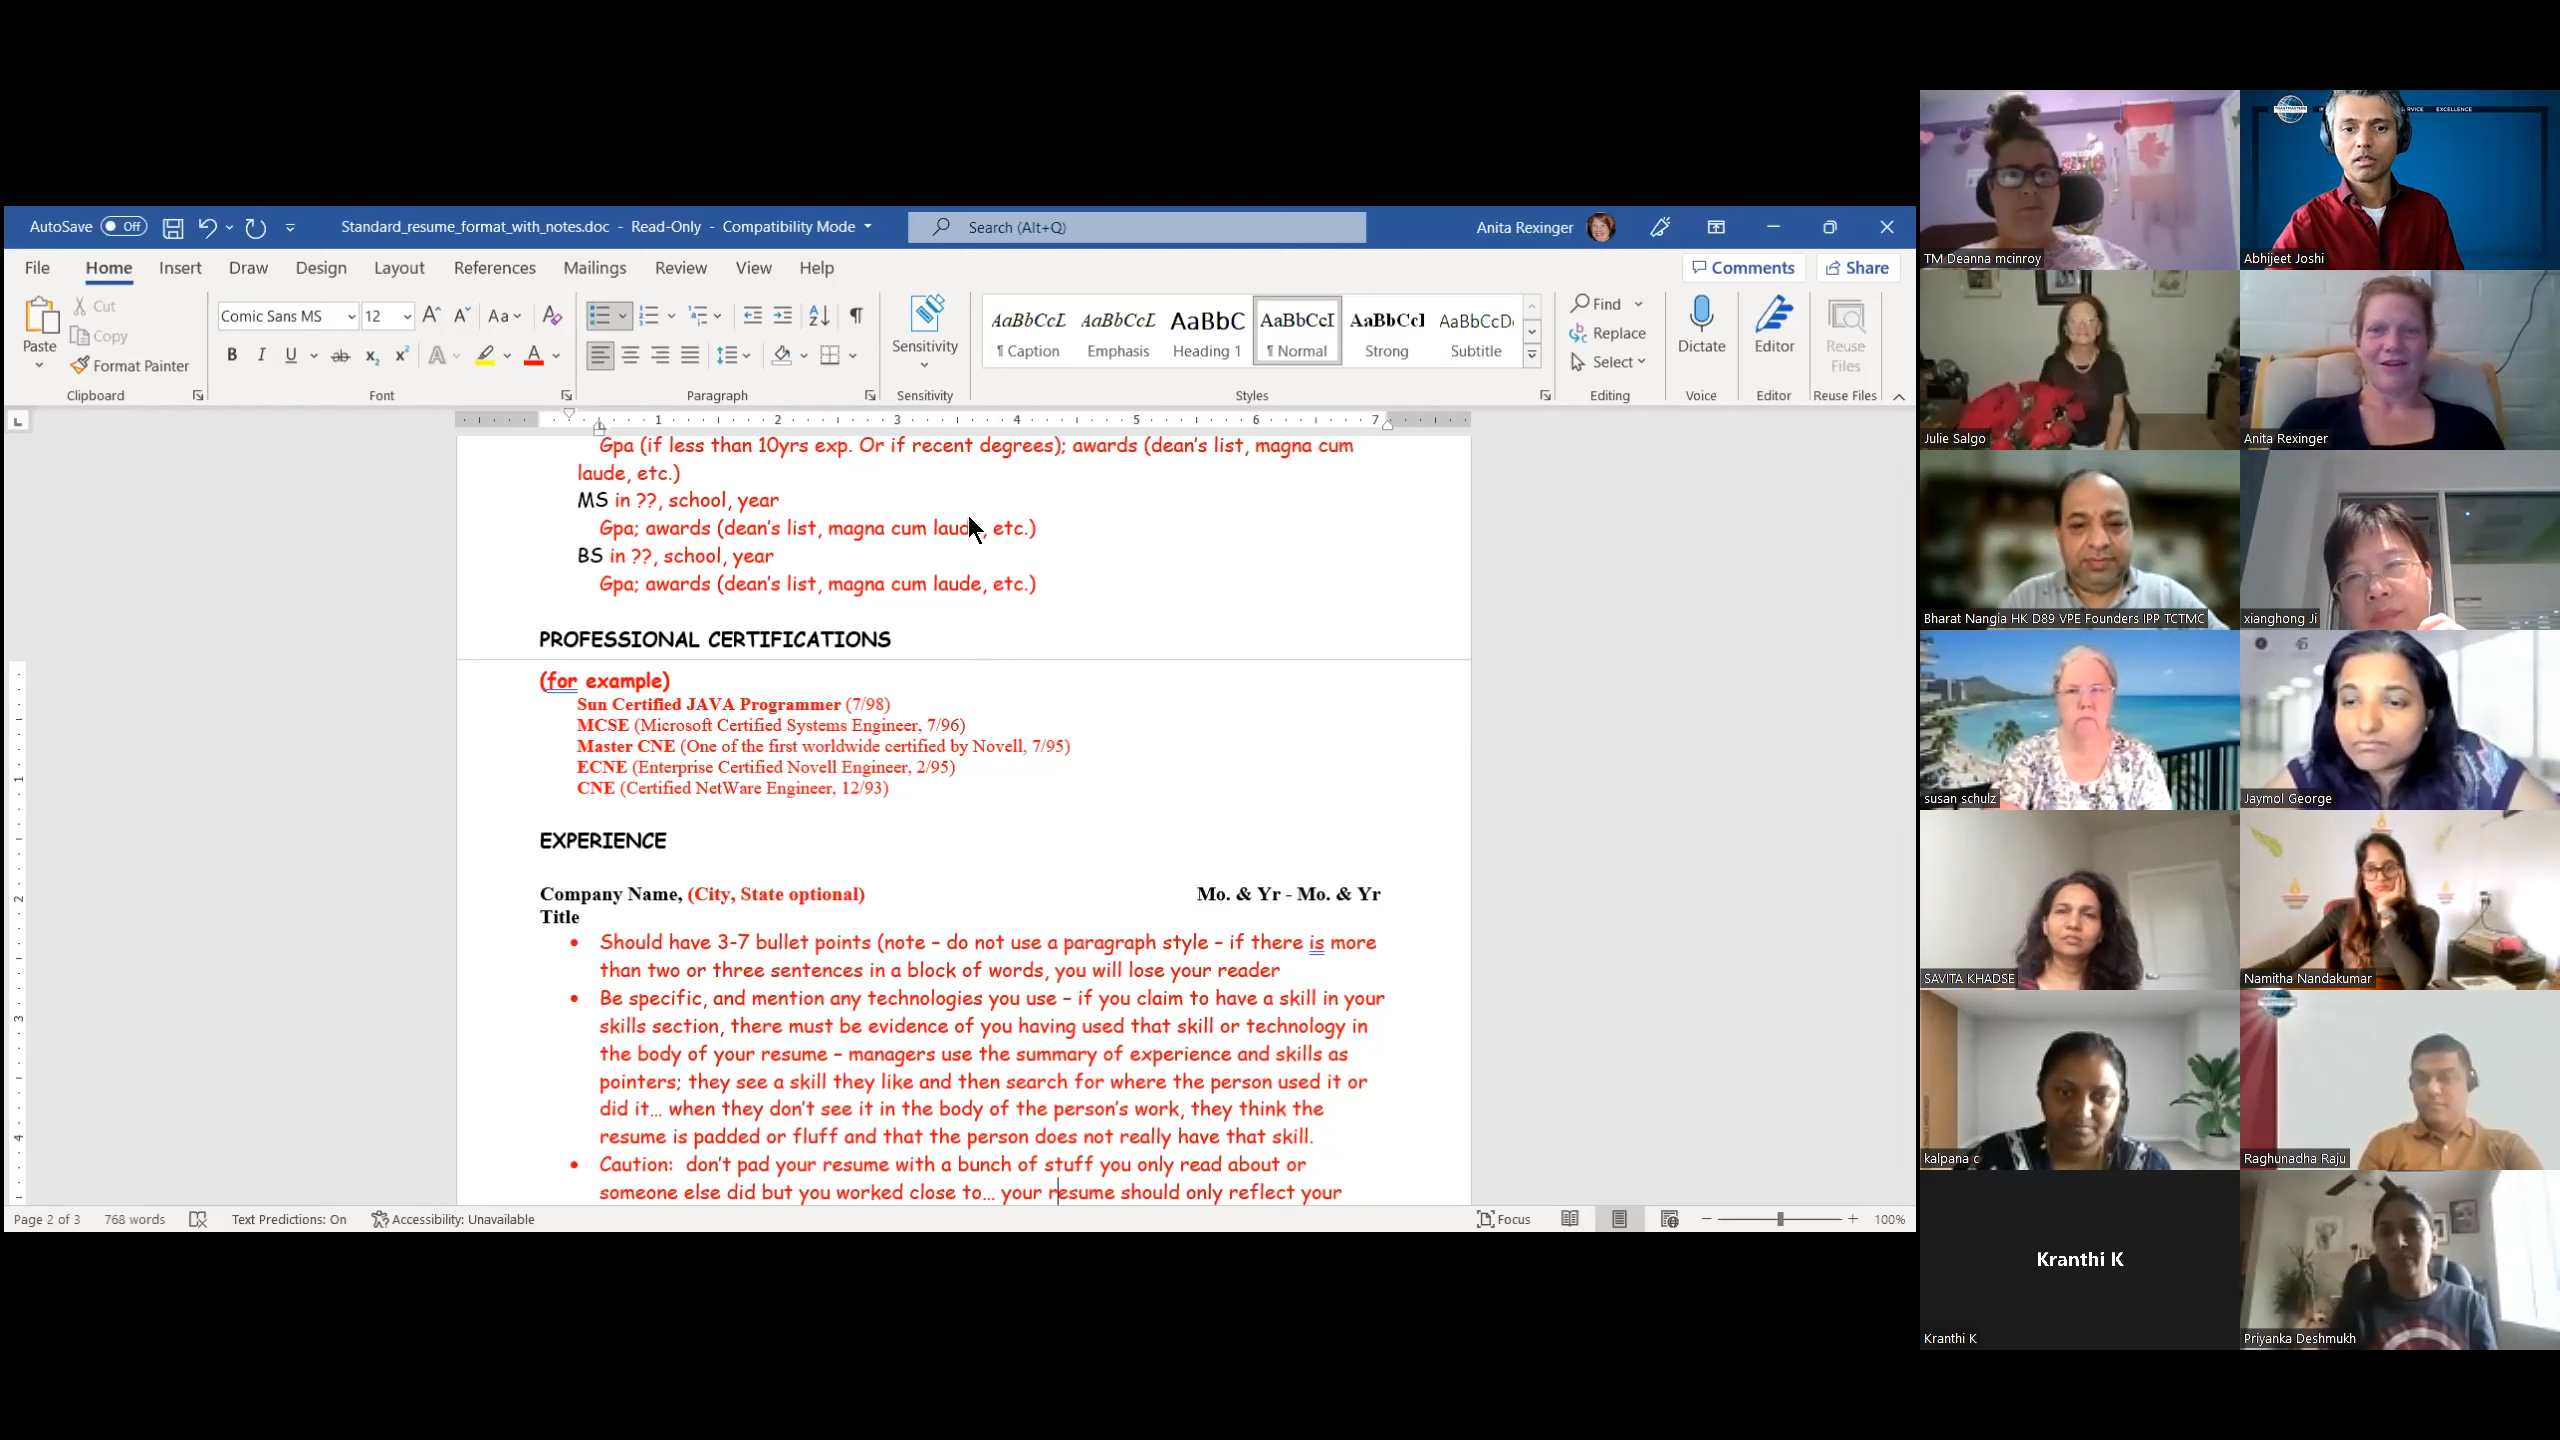 AutoSave Off Standard_resume_format_with_notes.doc - Read-Only - Compatibility Mode Search (Alt+Q) Anita Rexinger
File Home Insert Draw Design Layout References Mailings Review View Help Comments Share
Paste
Cut
Copy
Format Painter
Clipboard
Comic Sans MS 12
Font
Paragraph
Sensitivity
Sensitivity
AaBbCcL AaBbCcL AaBbC AaBbCcI AaBbCcI AaBbCcD
¶ Caption Emphasis Heading 1 ¶ Normal Strong Subtitle
Styles
Find
Replace
Select
Editing
Dictate
Voice
Editor
Editor
Reuse
Files
Reuse Files
1 2 3 4 5 6 7
Gpa (if less than 10yrs exp. Or if recent degrees); awards (dean's list, magna cum
laude, etc.)
MS in ??, school, year
Gpa; awards (dean's list, magna cum laude, etc.)
BS in ??, school, year
Gpa; awards (dean's list, magna cum laude, etc.)
PROFESSIONAL CERTIFICATIONS
(for example)
Sun Certified JAVA Programmer (7/98)
MCSE (Microsoft Certified Systems Engineer, 7/96)
Master CNE (One of the first worldwide certified by Novell, 7/95)
ECNE (Enterprise Certified Novell Engineer, 2/95)
CNE (Certified NetWare Engineer, 12/93)
EXPERIENCE
Company Name, (City, State optional) Mo. & Yr - Mo. & Yr
Title
• Should have 3-7 bullet points (note – do not use a paragraph style – if there is more
than two or three sentences in a block of words, you will lose your reader
• Be specific, and mention any technologies you use – if you claim to have a skill in your
skills section, there must be evidence of you having used that skill or technology in
the body of your resume – managers use the summary of experience and skills as
pointers; they see a skill they like and then search for where the person used it or
did it… when they don't see it in the body of the person's work, they think the
resume is padded or fluff and that the person does not really have that skill.
• Caution:  don't pad your resume with a bunch of stuff you only read about or
someone else did but you worked close to… your resume should only reflect your
1
2
3
4
Page 2 of 3 768 words Text Predictions: On Accessibility: Unavailable Focus 100%
TM Deanna mcinroy
EXCELLENCE
Abhijeet Joshi
Julie Salgo
Anita Rexinger
Bharat Nangia HK D89 VPE Founders IPP TCTMC
xianghong Ji
susan schulz
Jaymol George
SAVITA KHADSE
Namitha Nandakumar
kalpana c
Raghunadha Raju
Kranthi K
Kranthi K
Priyanka Deshmukh